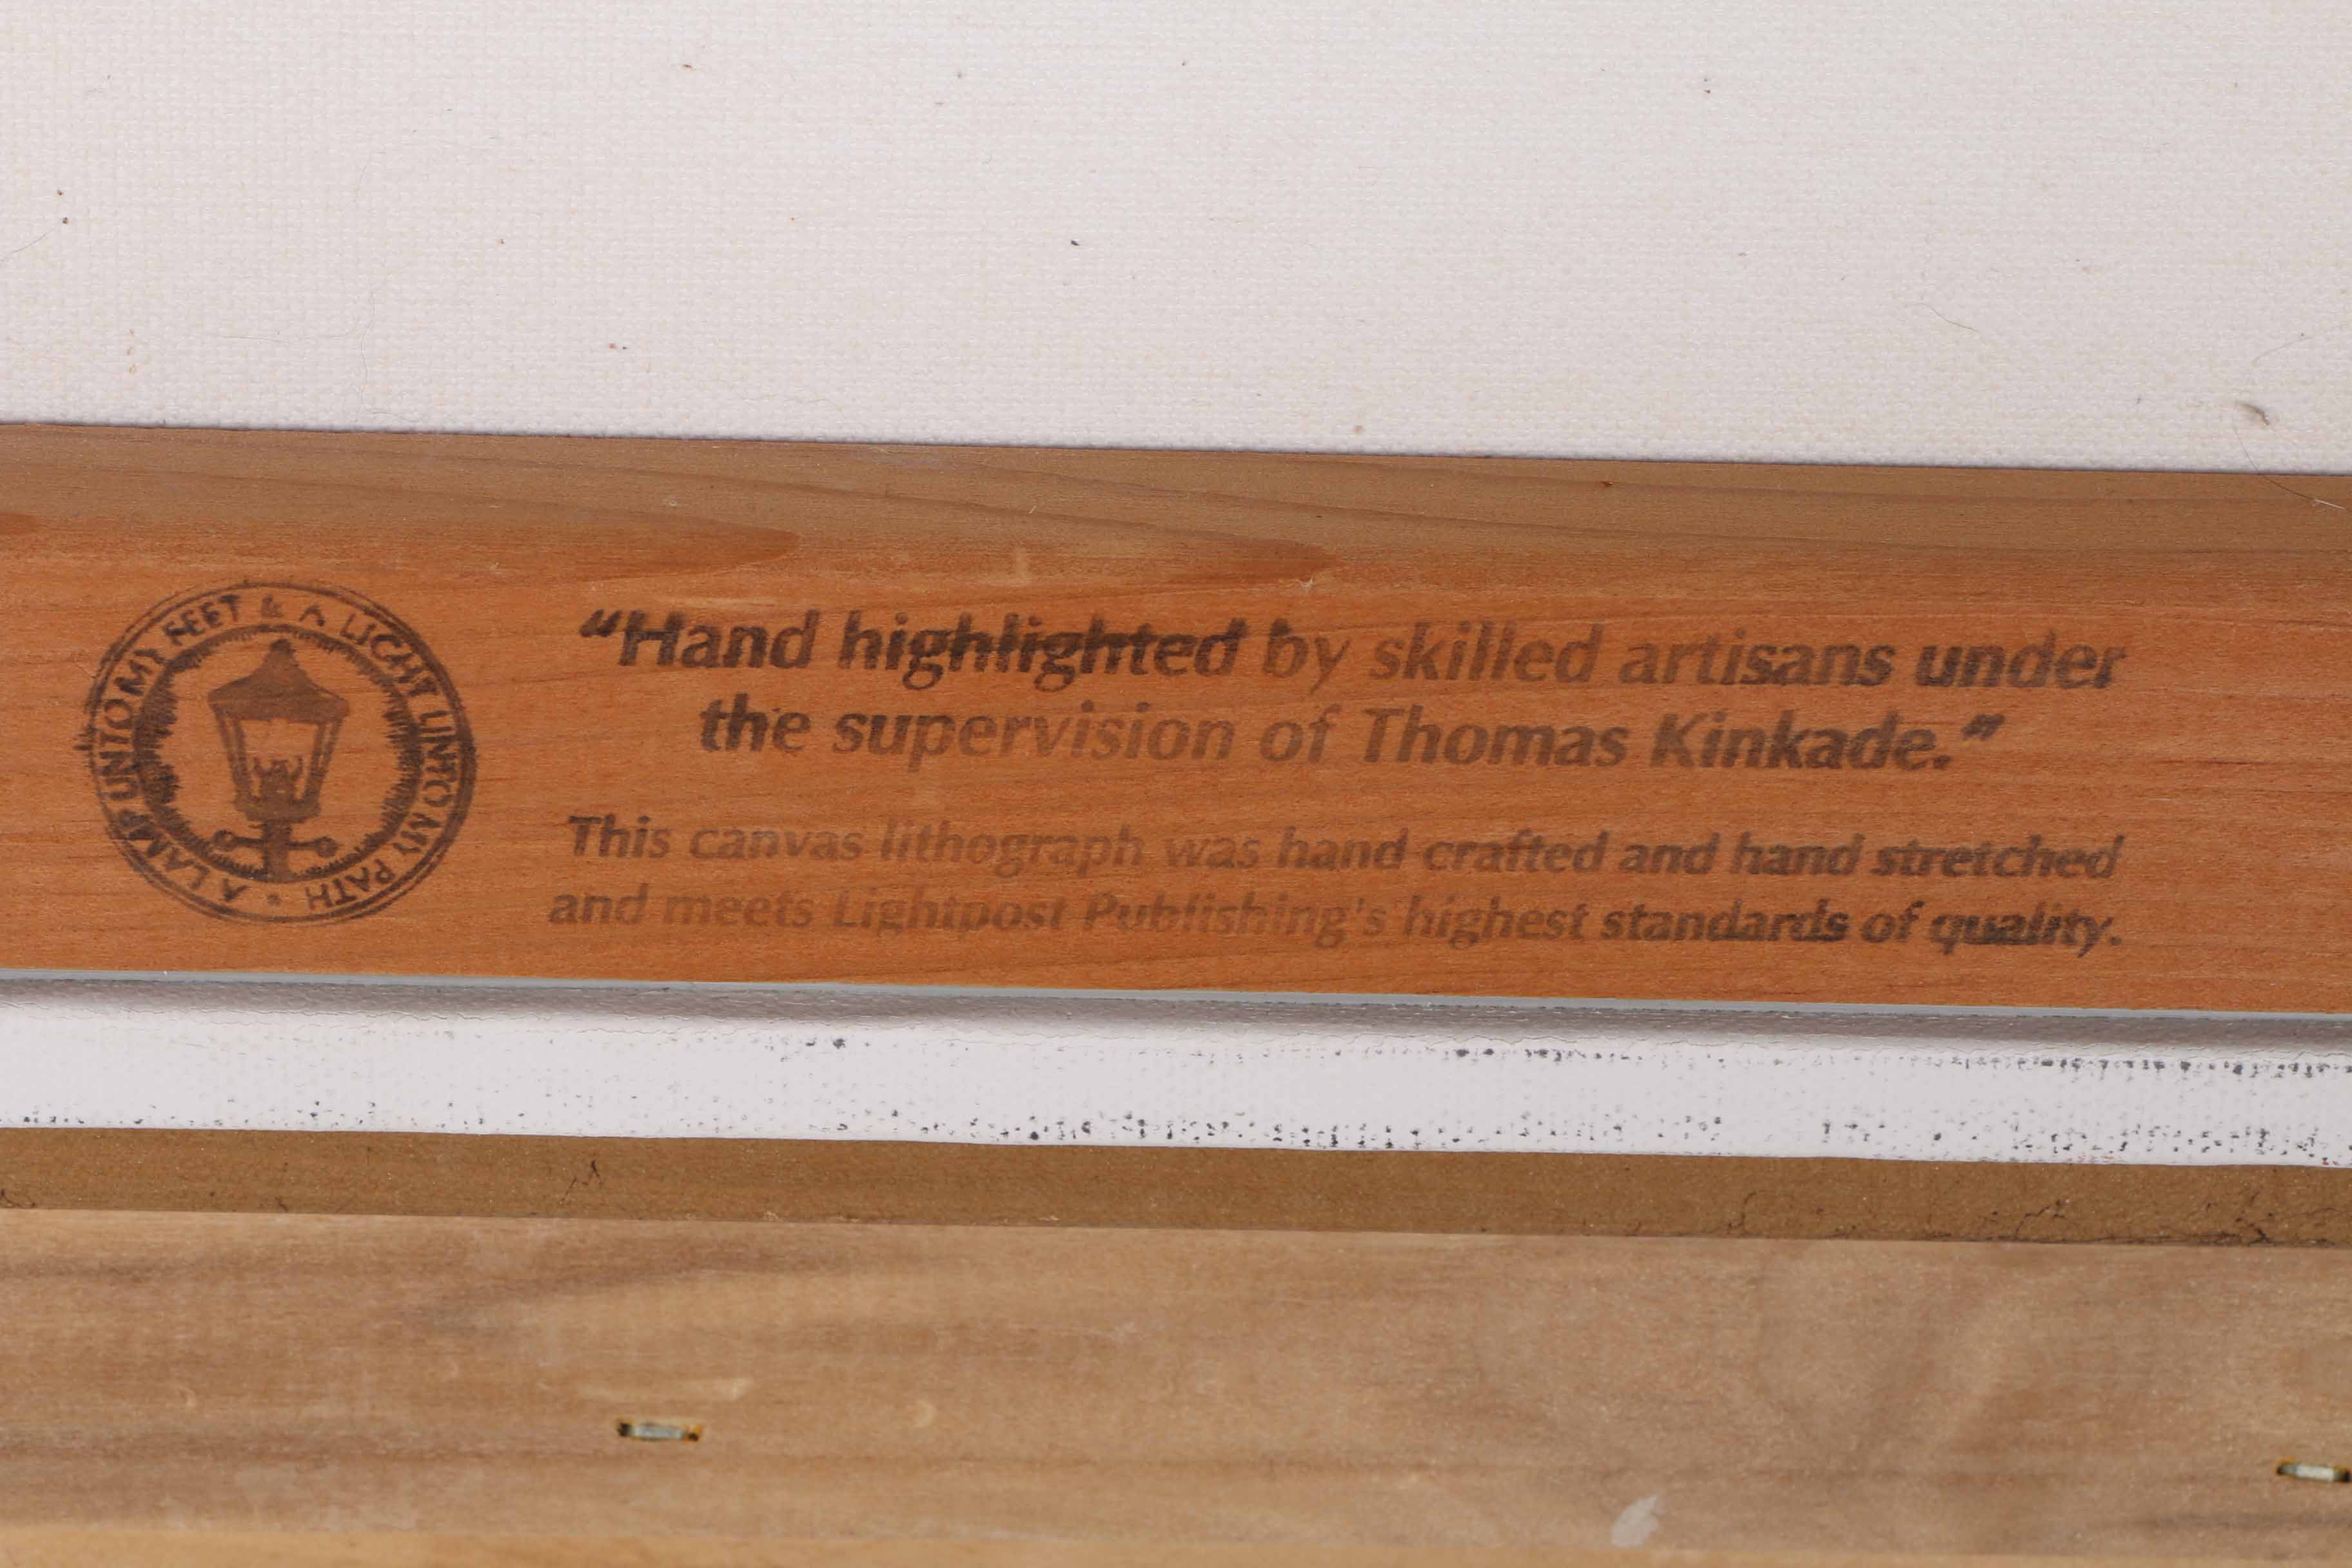 A LAMP UNTO MY FEET & A LIGHT UNTO MY PATH •
“Hand highlighted by skilled artisans under
the supervision of Thomas Kinkade.”
This canvas lithograph was hand crafted and hand stretched
and meets Lightpost Publishing's highest standards of quality.